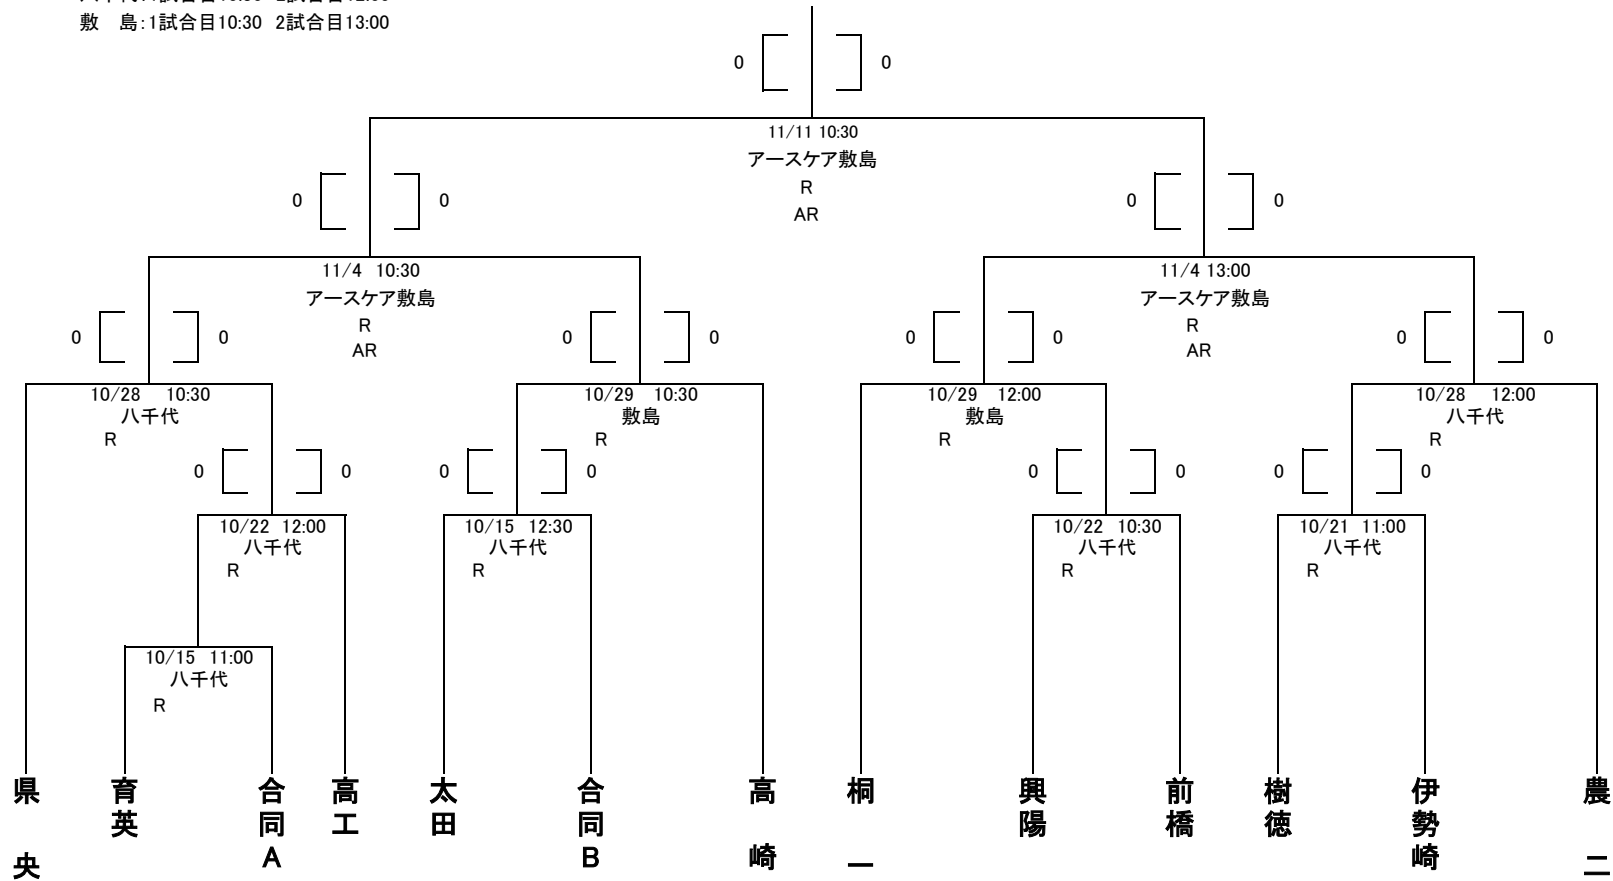 敷　島：1試合目10:30　2試合目13:00
0 0
11/11 10:30
アースケア敷島
R
AR
0 0 0 0
11/4 10:30 11/4 13:00
アースケア敷島 アースケア敷島
R R
AR AR
0 0 0 0 0 0 0 0
10/28 10:30 10/29 10:30 10/29 12:00 10/28 12:00
八千代 敷島 敷島 八千代
R R R R
0 0 0 0 0 0 0 0
10/22 12:00 10/15 12:30 10/22 10:30 10/21 11:00
八千代 八千代 八千代 八千代
R R R R
10/15 11:00
八千代
R
県央 育英 合同A 高工 太田 合同B 高崎 桐一 興陽 前橋 樹徳 伊勢崎 農二